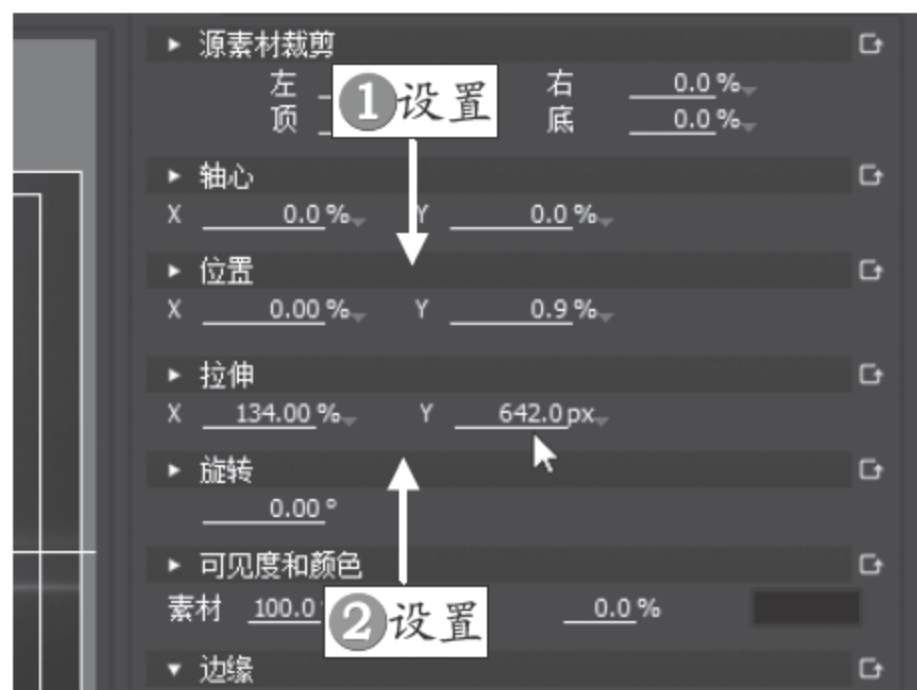 源素材裁剪
左 右 0.0 %
1 设置
顶 底 0.0 %
轴心
X 0.0 % Y 0.0 %
位置
X 0.00 % Y 0.9 %
拉伸
X 134.00 % Y 642.0 px
旋转
0.00 °
可见度和颜色
素材 100.0 0.0 %
2 设置
边缘